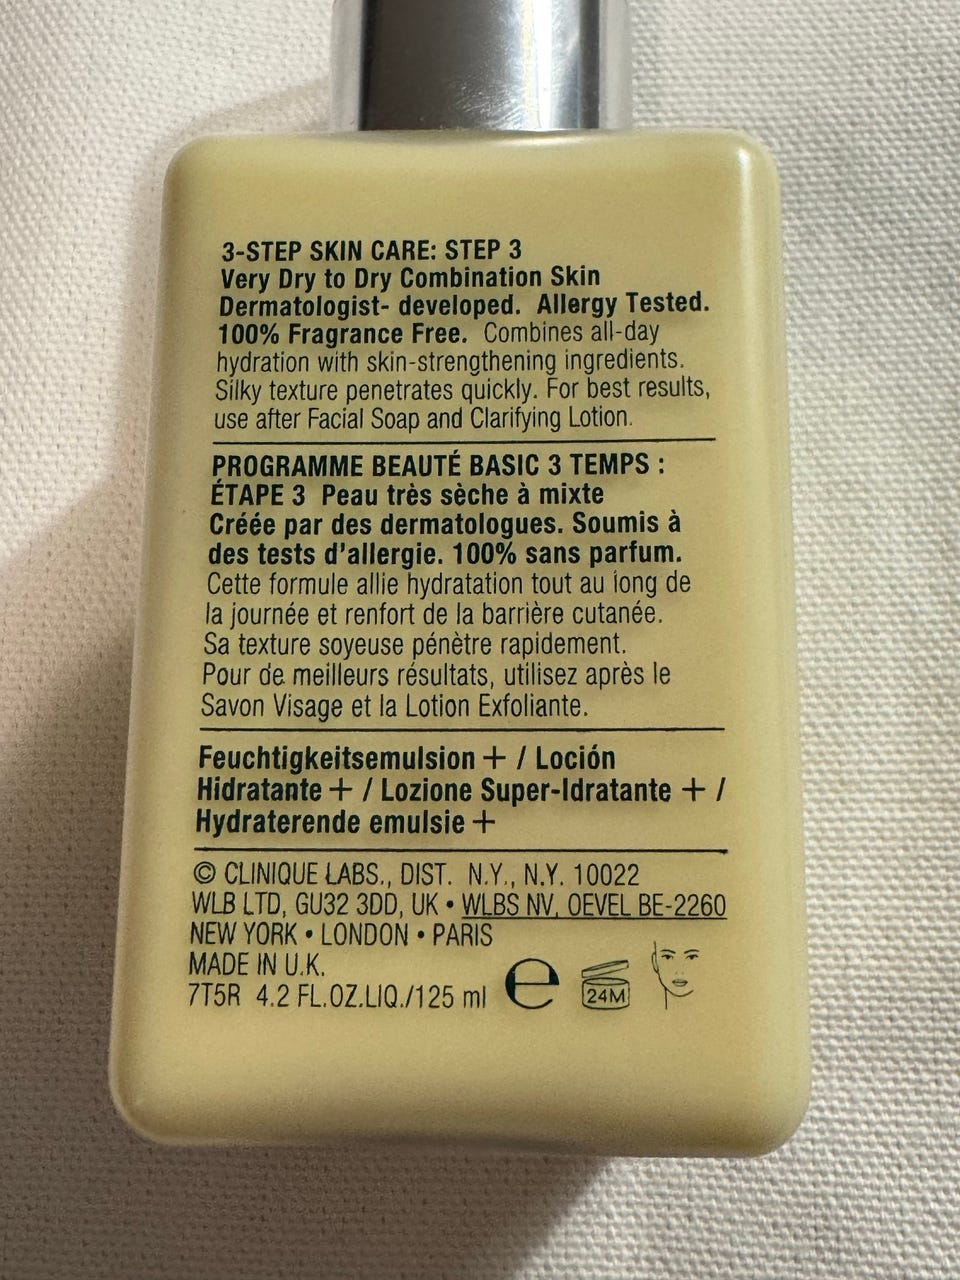 3-STEP SKIN CARE: STEP 3
Very Dry to Dry Combination Skin
Dermatologist- developed. Allergy Tested.
100% Fragrance Free. Combines all-day
hydration with skin-strengthening ingredients.
Silky texture penetrates quickly. For best results,
use after Facial Soap and Clarifying Lotion.
PROGRAMME BEAUTÉ BASIC 3 TEMPS :
ÉTAPE 3 Peau très sèche à mixte
Créée par des dermatologues. Soumis à
des tests d'allergie. 100% sans parfum.
Cette formule allie hydratation tout au long de
la journée et renfort de la barrière cutanée.
Sa texture soyeuse pénètre rapidement.
Pour de meilleurs résultats, utilisez après le
Savon Visage et la Lotion Exfoliante.
Feuchtigkeitsemulsion + / Loción
Hidratante + / Lozione Super-Idratante + /
Hydraterende emulsie +
© CLINIQUE LABS., DIST. N.Y., N.Y. 10022
WLB LTD, GU32 3DD, UK • WLBS NV, OEVEL BE-2260
NEW YORK • LONDON • PARIS
MADE IN U.K.
7T5R 4.2 FL.OZ.LIQ./125 ml e 24M